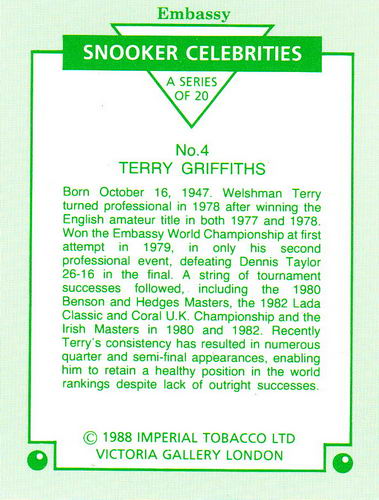 Embassy
SNOOKER CELEBRITIES
A SERIES
OF 20
No.4
TERRY GRIFFITHS
Born October 16, 1947. Welshman Terry
turned professional in 1978 after winning the
English amateur title in both 1977 and 1978.
Won the Embassy World Championship at first
attempt in 1979, in only his second
professional event, defeating Dennis Taylor
26-16 in the final. A string of tournament
successes followed, including the 1980
Benson and Hedges Masters, the 1982 Lada
Classic and Coral U.K. Championship and the
Irish Masters in 1980 and 1982. Recently
Terry's consistency has resulted in numerous
quarter and semi-final appearances, enabling
him to retain a healthy position in the world
rankings despite lack of outright successes.
© 1988 IMPERIAL TOBACCO LTD
VICTORIA GALLERY LONDON